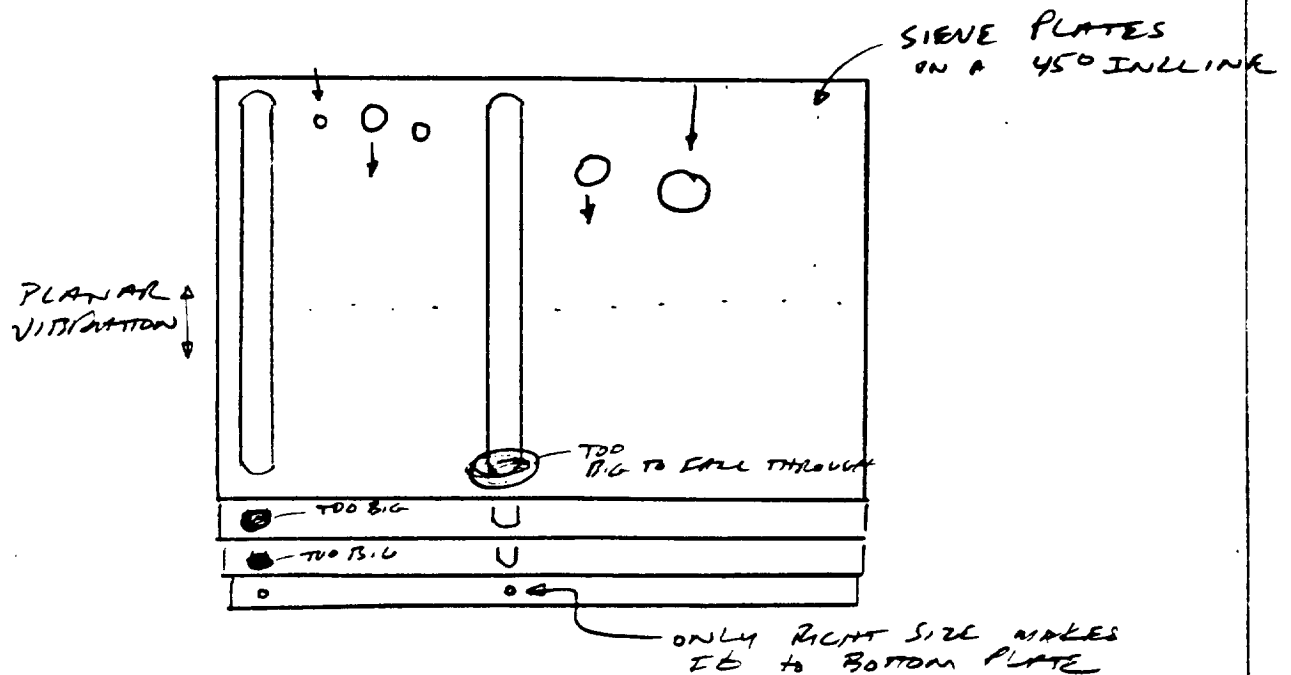 SIEVE PLATES
ON A 45° INCLINE
PLANAR
VIBRATION
TOO
BIG TO FALL THROUGH
TOO BIG
TOO BIG
ONLY RIGHT SIZE MAKES
IT to BOTTOM PLATE